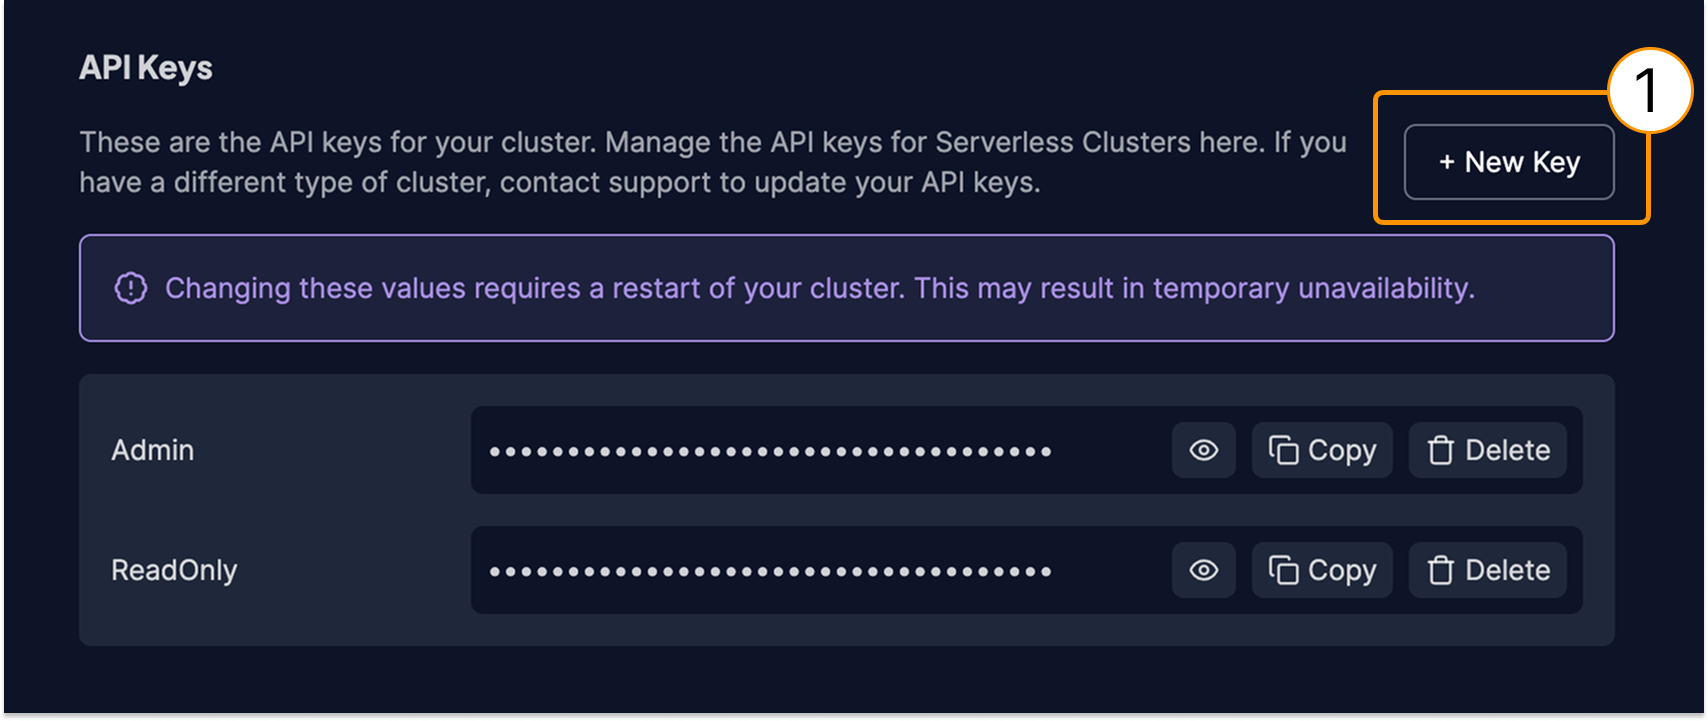 API Keys
1
These are the API keys for your cluster. Manage the API keys for Serverless Clusters here. If you
have a different type of cluster, contact support to update your API keys.
+ New Key
Changing these values requires a restart of your cluster. This may result in temporary unavailability.
Admin
Copy
Delete
ReadOnly
Copy
Delete